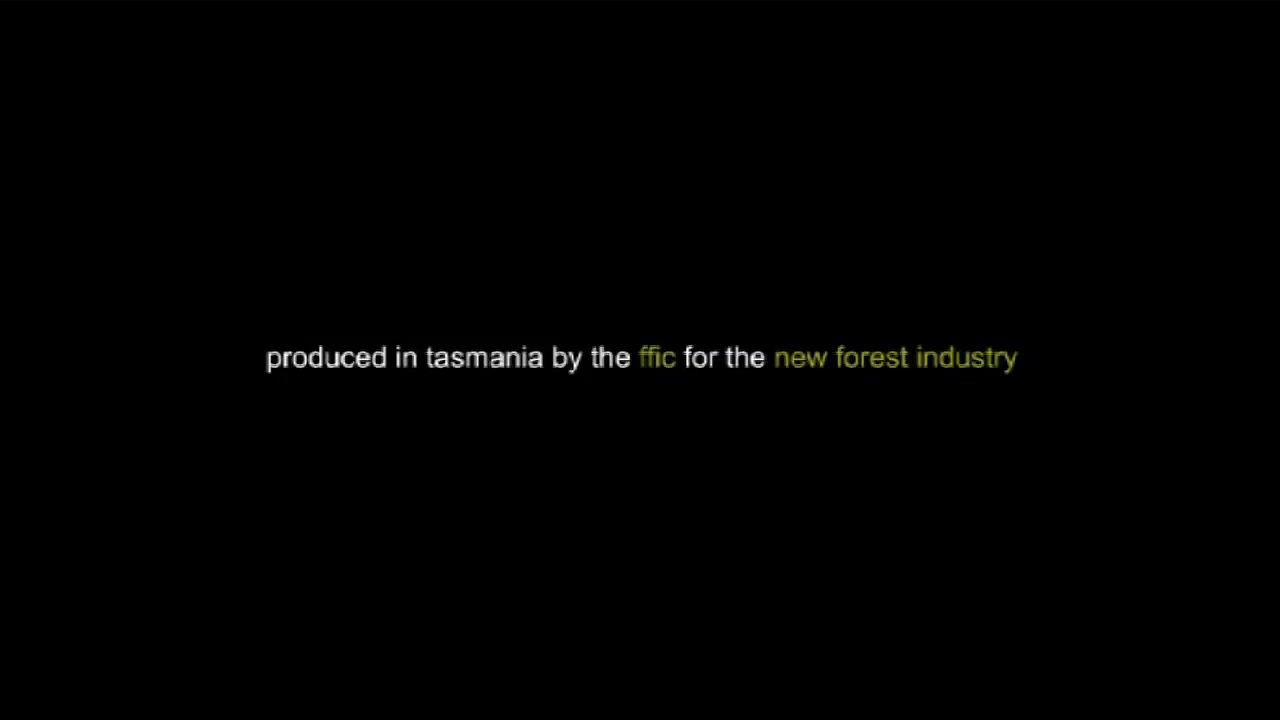 produced in tasmania by the ffic for the new forest industry